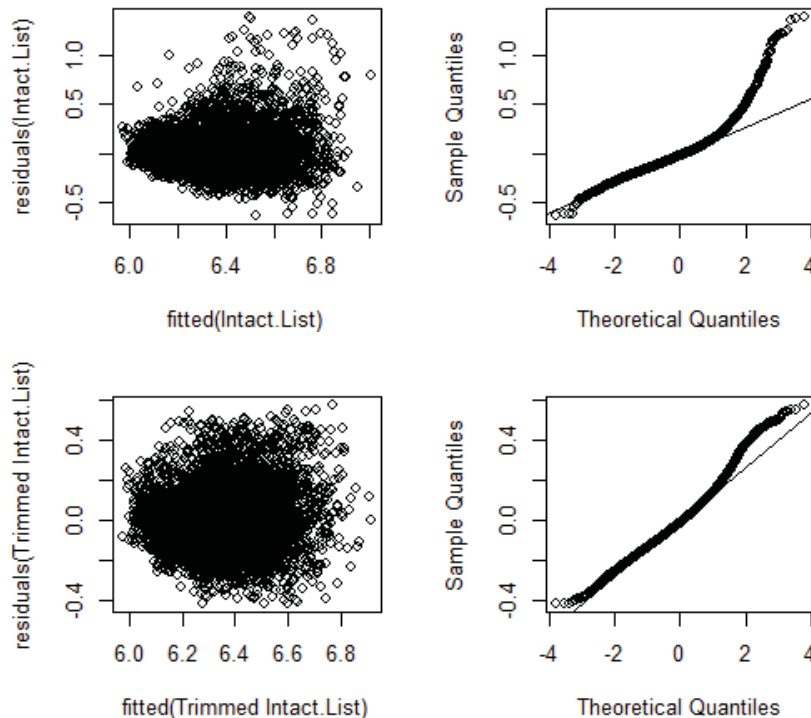 residuals(Intact.List)
1.0
0.5
-0.5
6.0 6.4 6.8
fitted(Intact.List)
Sample Quantiles
1.0
0.5
-0.5
-4 -2 0 2 4
Theoretical Quantiles
residuals(Trimmed Intact.List)
0.4
0.0
-0.4
6.0 6.2 6.4 6.6 6.8
fitted(Trimmed Intact.List)
Sample Quantiles
0.4
0.0
-0.4
-4 -2 0 2 4
Theoretical Quantiles